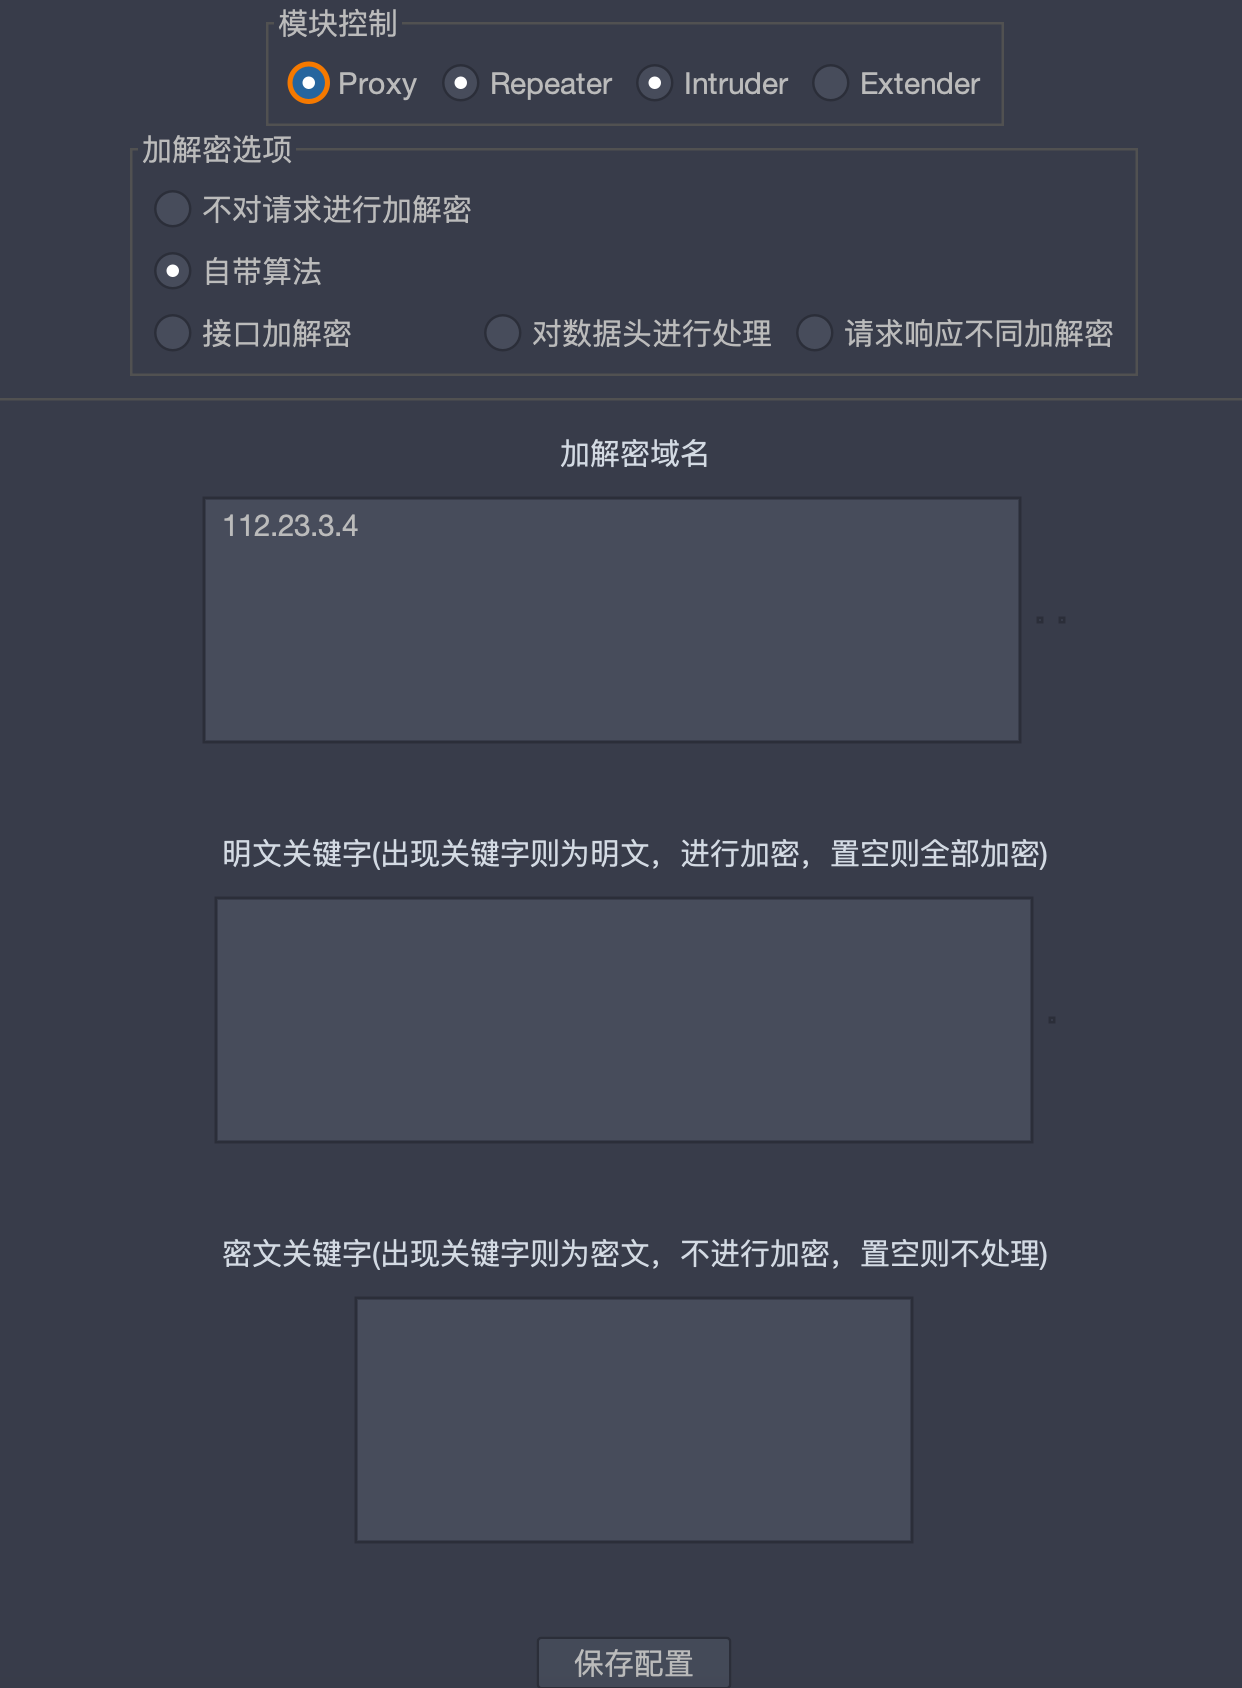 模块控制
Proxy Repeater Intruder Extender
加解密选项
不对请求进行加解密
自带算法
接口加解密 对数据头进行处理 请求响应不同加解密
加解密域名
112.23.3.4
明文关键字(出现关键字则为明文，进行加密，置空则全部加密)
密文关键字(出现关键字则为密文，不进行加密，置空则不处理)
保存配置